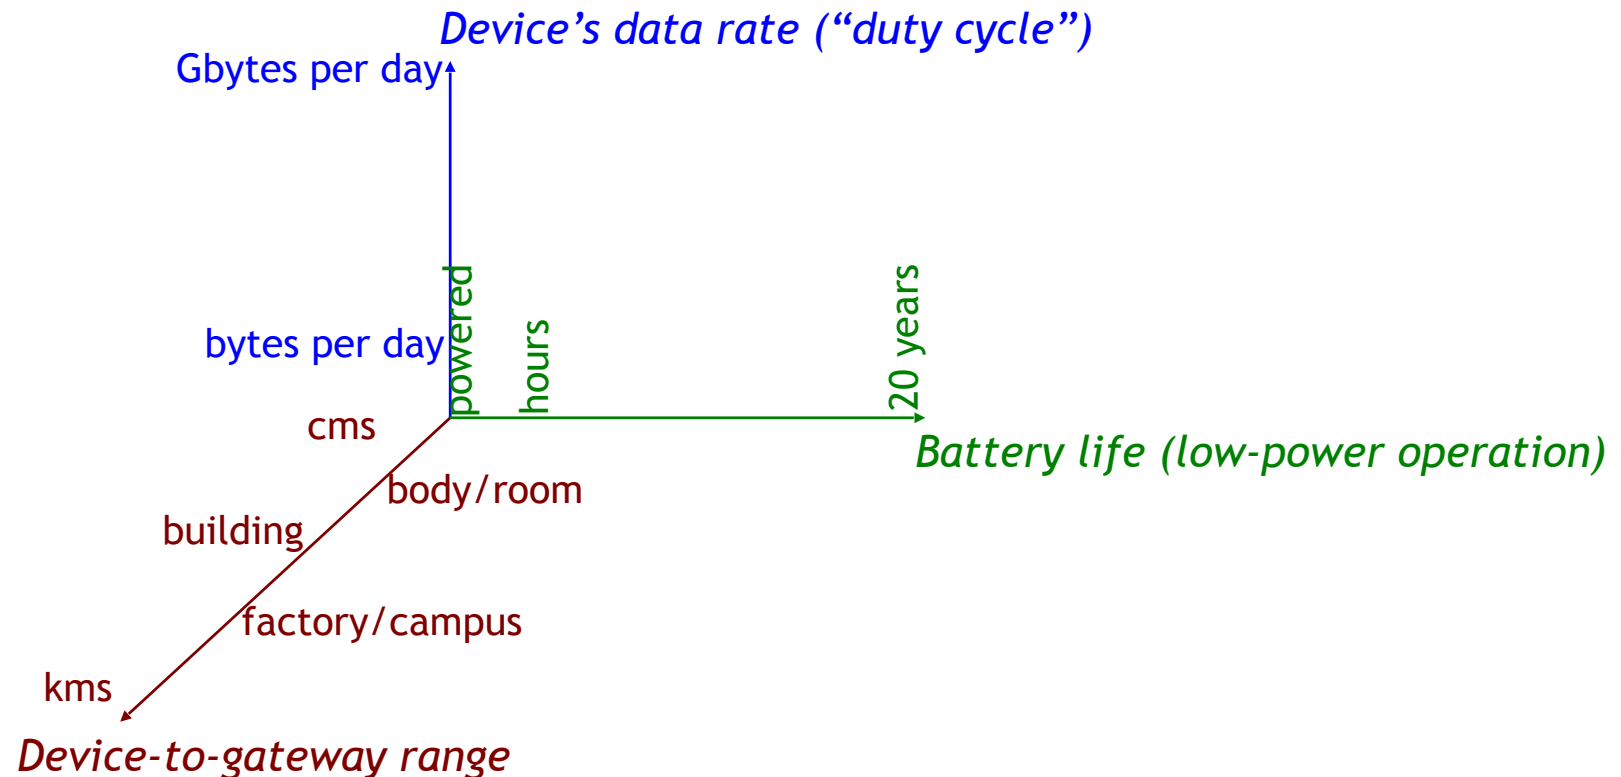 Device’s data rate (“duty cycle”)
Gbytes per day
bytes per day
powered
hours
20 years
Battery life (low-power operation)
cms
body/room
building
factory/campus
kms
Device-to-gateway range